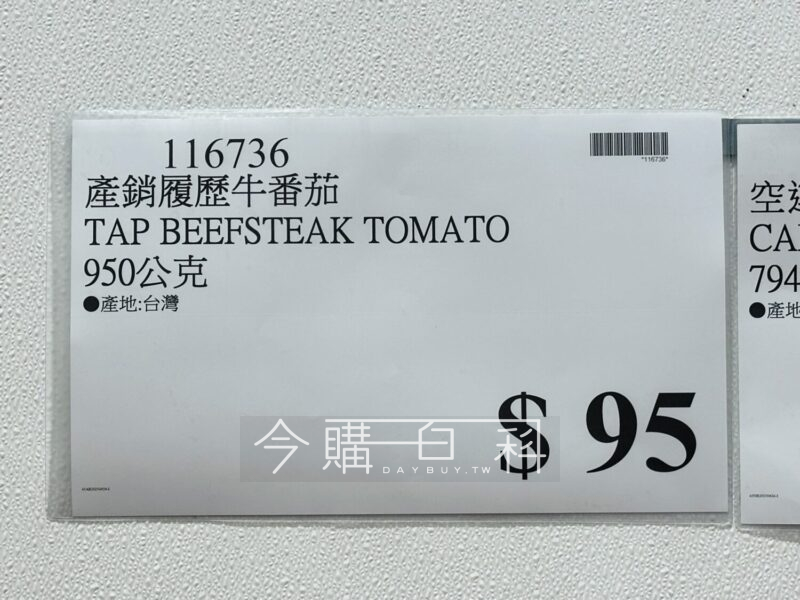 116736
*116736*
產銷履歷牛番茄
TAP BEEFSTEAK TOMATO
950公克
●產地:台灣
$ 95
今購百科
DAYBUY.TW
空
CA
794
●產地